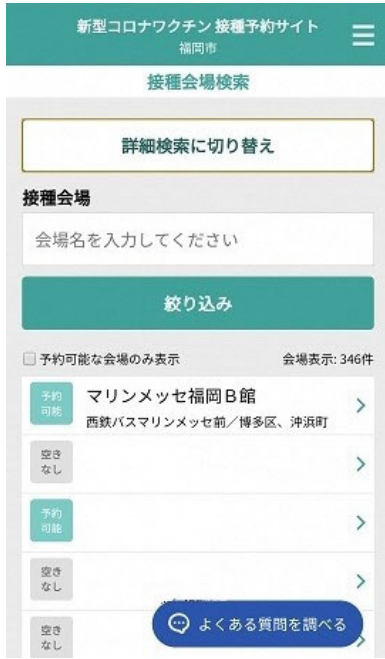 新型コロナワクチン 接種予約サイト
福岡市
接種会場検索
詳細検索に切り替え
接種会場
会場名を入力してください
絞り込み
予約可能な会場のみ表示 会場表示: 346件
予約
可能
マリンメッセ福岡B館
西鉄バスマリンメッセ前／博多区、沖浜町
空き
なし
予約
可能
空き
なし
空き
なし
よくある質問を調べる